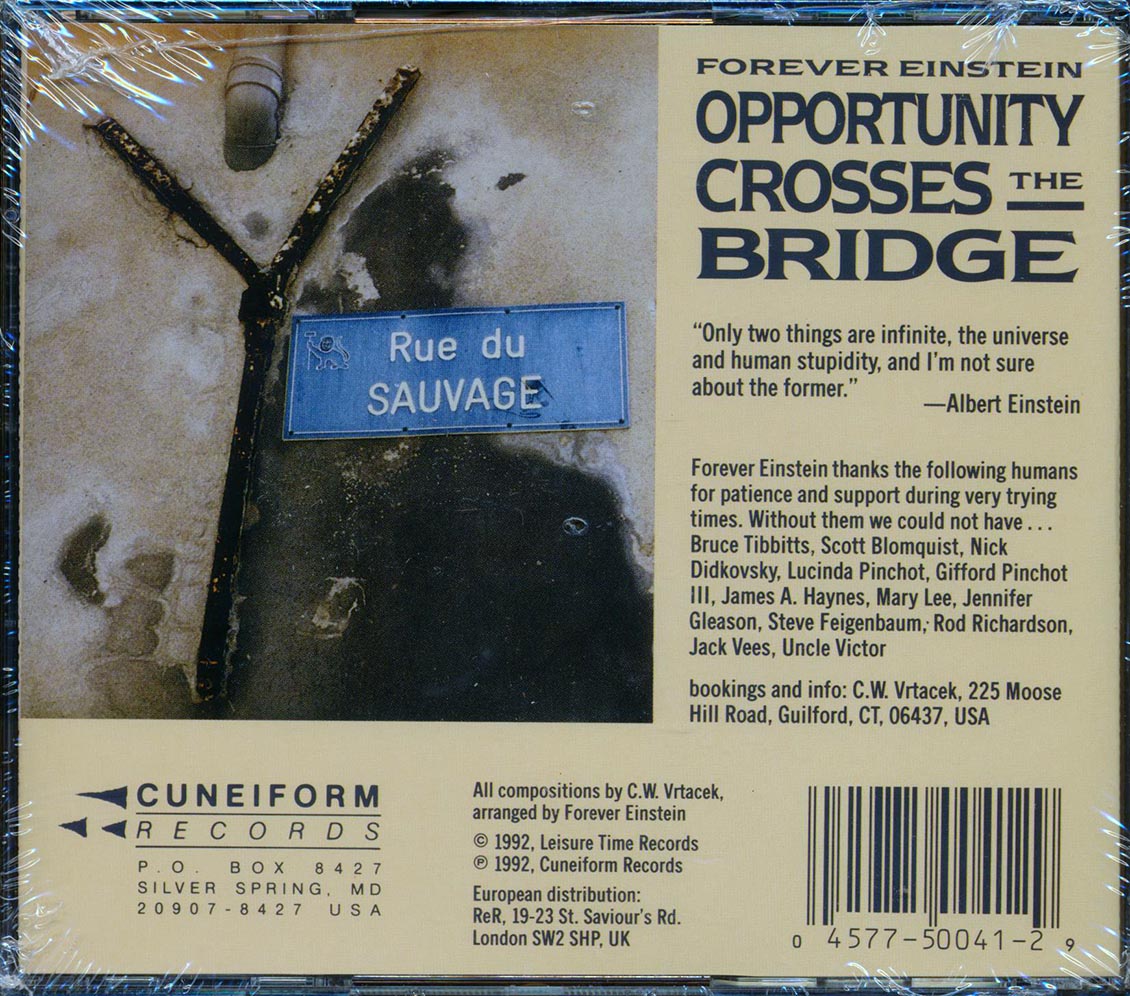 Rue du
SAUVAGE
FOREVER EINSTEIN
OPPORTUNITY
CROSSES THE
BRIDGE
“Only two things are infinite, the universe
and human stupidity, and I’m not sure
about the former.”
—Albert Einstein
Forever Einstein thanks the following humans
for patience and support during very trying
times. Without them we could not have . . .
Bruce Tibbitts, Scott Blomquist, Nick
Didkovsky, Lucinda Pinchot, Gifford Pinchot
III, James A. Haynes, Mary Lee, Jennifer
Gleason, Steve Feigenbaum, Rod Richardson,
Jack Vees, Uncle Victor
bookings and info: C.W. Vrtacek, 225 Moose
Hill Road, Guilford, CT, 06437, USA
CUNEIFORM
RECORDS
P.O. BOX 8427
SILVER SPRING, MD
20907-8427 USA
All compositions by C.W. Vrtacek,
arranged by Forever Einstein
© 1992, Leisure Time Records
℗ 1992, Cuneiform Records
European distribution:
ReR, 19-23 St. Saviour’s Rd.
London SW2 SHP, UK
0 4577-50041-2 9